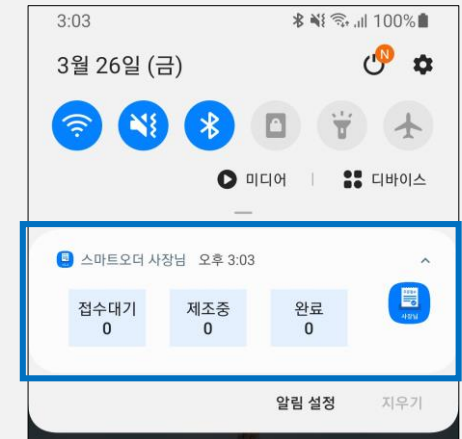 3:03 100%
3월 26일 (금) N
미디어 | 디바이스
스마트오더 사장님 오후 3:03
접수대기 제조중 완료
0 0 0
사장님
알림 설정 지우기